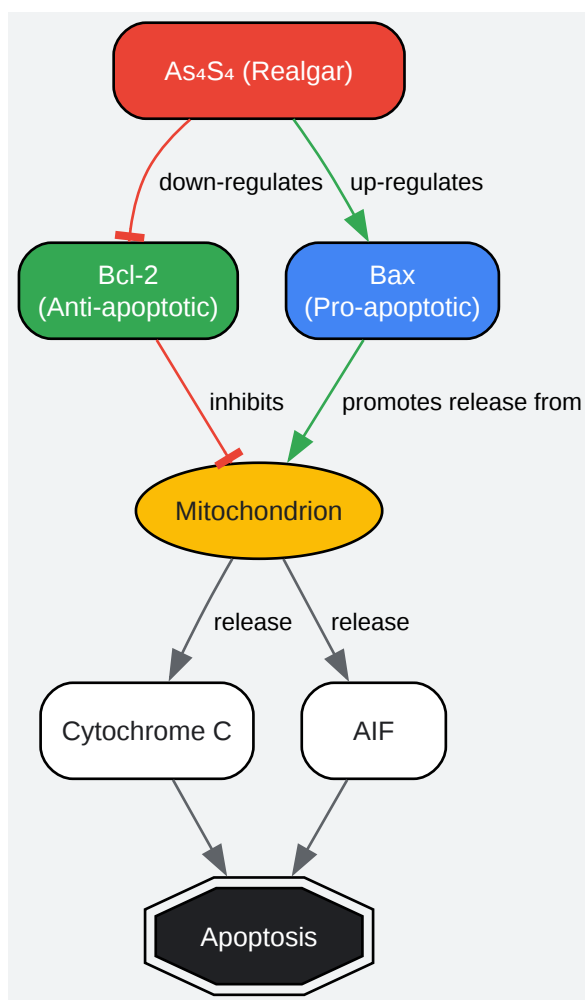 As₄S₄ (Realgar)
down-regulates
up-regulates
Bcl-2
(Anti-apoptotic)
Bax
(Pro-apoptotic)
inhibits
promotes release from
Mitochondrion
release
release
Cytochrome C
AIF
Apoptosis